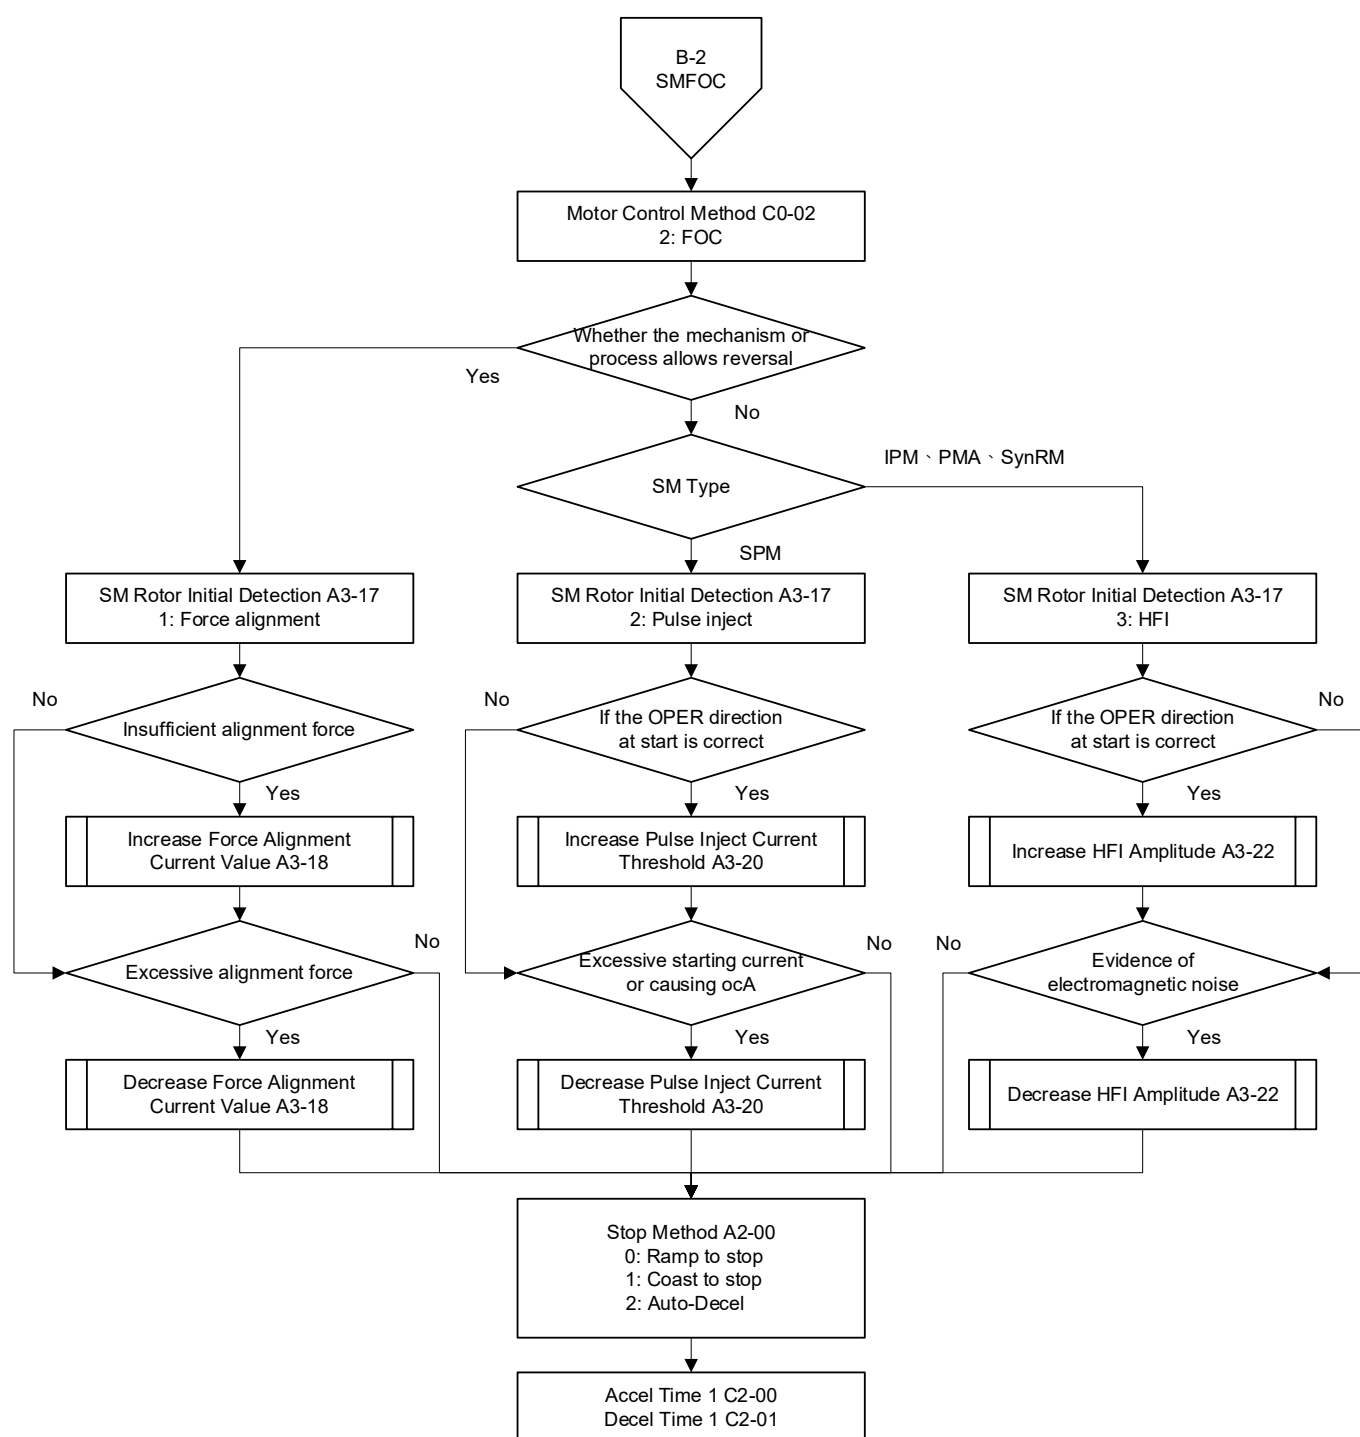 B-2
SMFOC
Motor Control Method C0-02
2: FOC
Whether the mechanism or
process allows reversal
Yes
No
IPM、PMA、SynRM
SM Type
SPM
SM Rotor Initial Detection A3-17
1: Force alignment
SM Rotor Initial Detection A3-17
2: Pulse inject
SM Rotor Initial Detection A3-17
3: HFI
No
Insufficient alignment force
No
If the OPER direction
at start is correct
If the OPER direction
at start is correct
No
Yes
Yes
Yes
Increase Force Alignment
Current Value A3-18
Increase Pulse Inject Current
Threshold A3-20
Increase HFI Amplitude A3-22
Excessive alignment force
No
Excessive starting current
or causing ocA
No
No
Evidence of
electromagnetic noise
Yes
Yes
Yes
Decrease Force Alignment
Current Value A3-18
Decrease Pulse Inject Current
Threshold A3-20
Decrease HFI Amplitude A3-22
Stop Method A2-00
0: Ramp to stop
1: Coast to stop
2: Auto-Decel
Accel Time 1 C2-00
Decel Time 1 C2-01